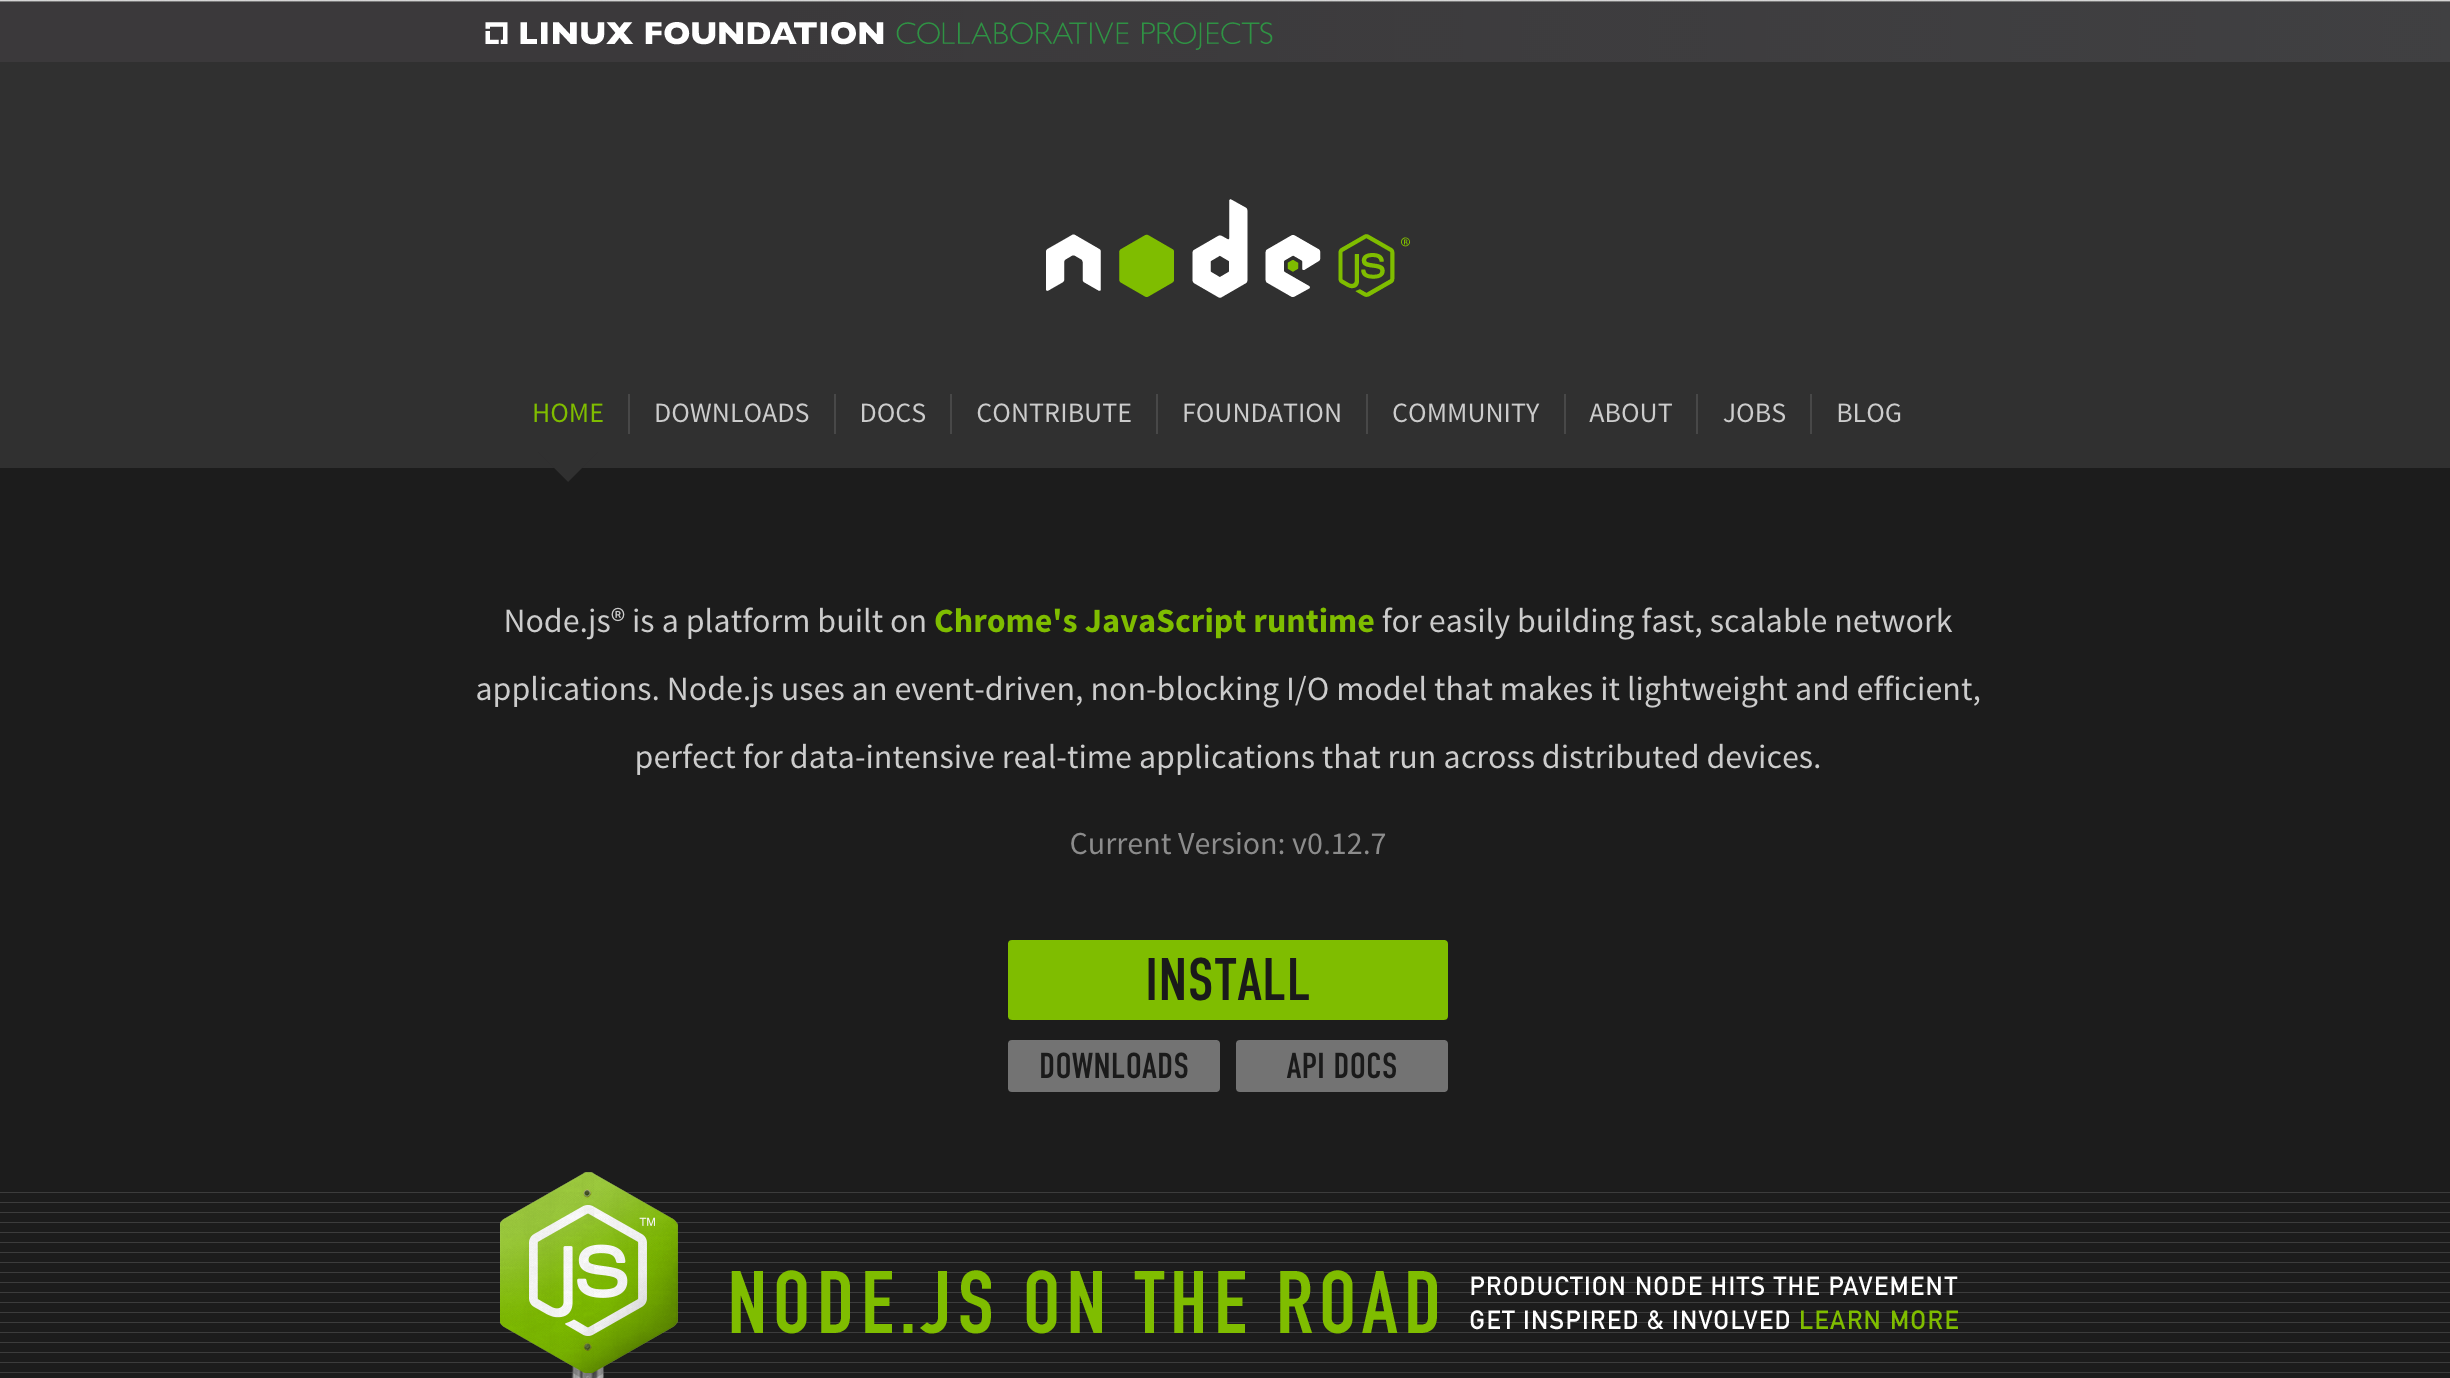 LINUX FOUNDATION COLLABORATIVE PROJECTS
node JS ®
HOME DOWNLOADS DOCS CONTRIBUTE FOUNDATION COMMUNITY ABOUT JOBS BLOG
Node.js® is a platform built on Chrome's JavaScript runtime for easily building fast, scalable network
applications. Node.js uses an event-driven, non-blocking I/O model that makes it lightweight and efficient,
perfect for data-intensive real-time applications that run across distributed devices.
Current Version: v0.12.7
INSTALL
DOWNLOADS API DOCS
JS TM
NODE.JS ON THE ROAD
PRODUCTION NODE HITS THE PAVEMENT
GET INSPIRED & INVOLVED LEARN MORE